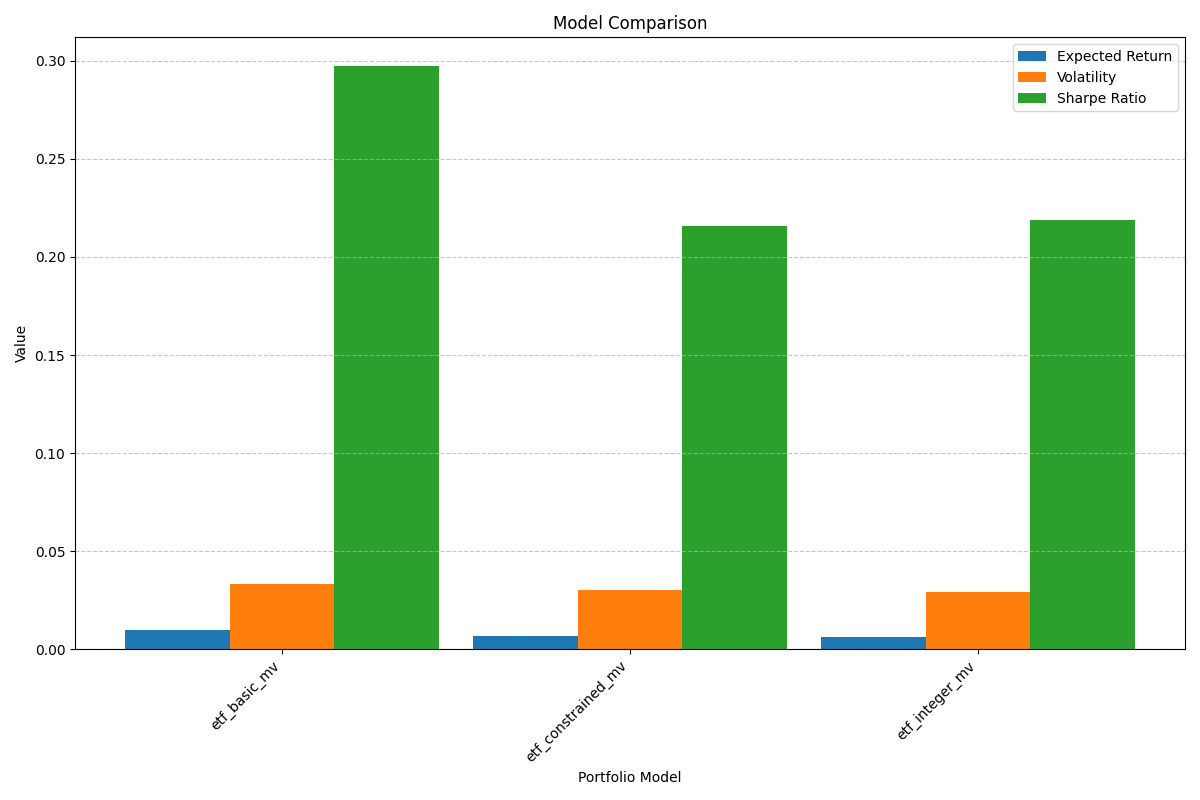 Model Comparison
Expected Return
Volatility
Sharpe Ratio
Value
0.30
0.25
0.20
0.15
0.10
0.05
0.00
etf_basic_mv
etf_constrained_mv
etf_integer_mv
Portfolio Model